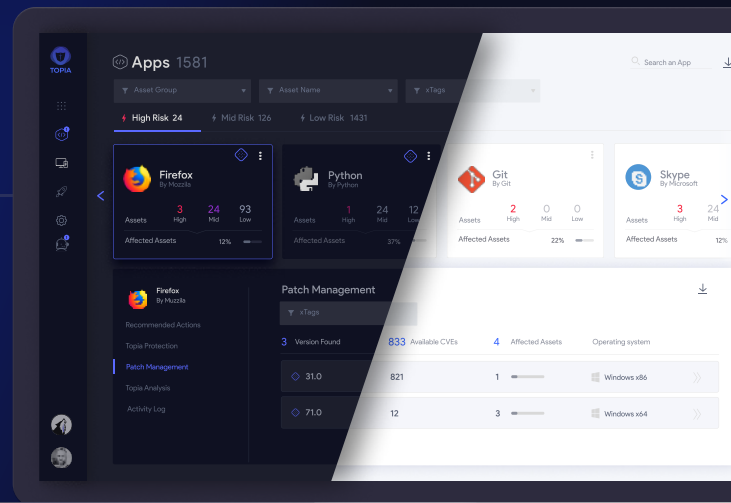 TOPIA
Apps 1581
Search an App
Asset Group
Asset Name
xTags
High Risk 24
Mid Risk 126
Low Risk 1431
Firefox
By Mozzila
3 24 93
Assets High Mid Low
Affected Assets 12%
Python
By Python
1 24 12
Assets High Mid Low
Affected Assets 37%
Git
By Git
2 0 0
Assets High Mid Low
Affected Assets 22%
Skype
By Microsoft
3 24
Assets High Mid
Affected Assets 12%
Firefox
By Muzzila
Recommended Actions
Topia Protection
Patch Management
Topia Analysis
Activity Log
Patch Management
xTags
3 Version Found 833 Available CVEs 4 Affected Assets Operating system
31.0 821 1 Windows x86
71.0 12 3 Windows x64